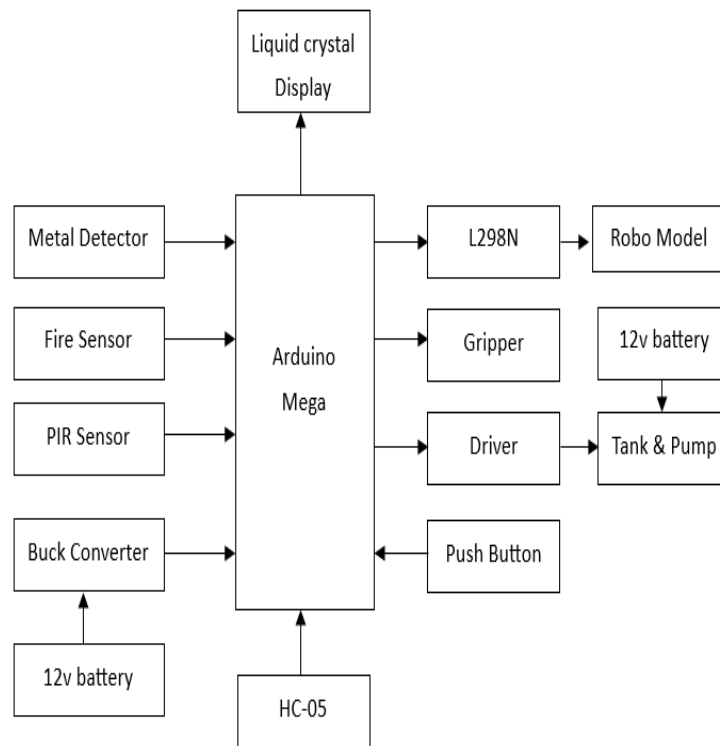 Liquid crystal
Display
Metal Detector
L298N
Robo Model
Fire Sensor
Arduino
Mega
Gripper
12v battery
PIR Sensor
Driver
Tank & Pump
Buck Converter
Push Button
12v battery
HC-05